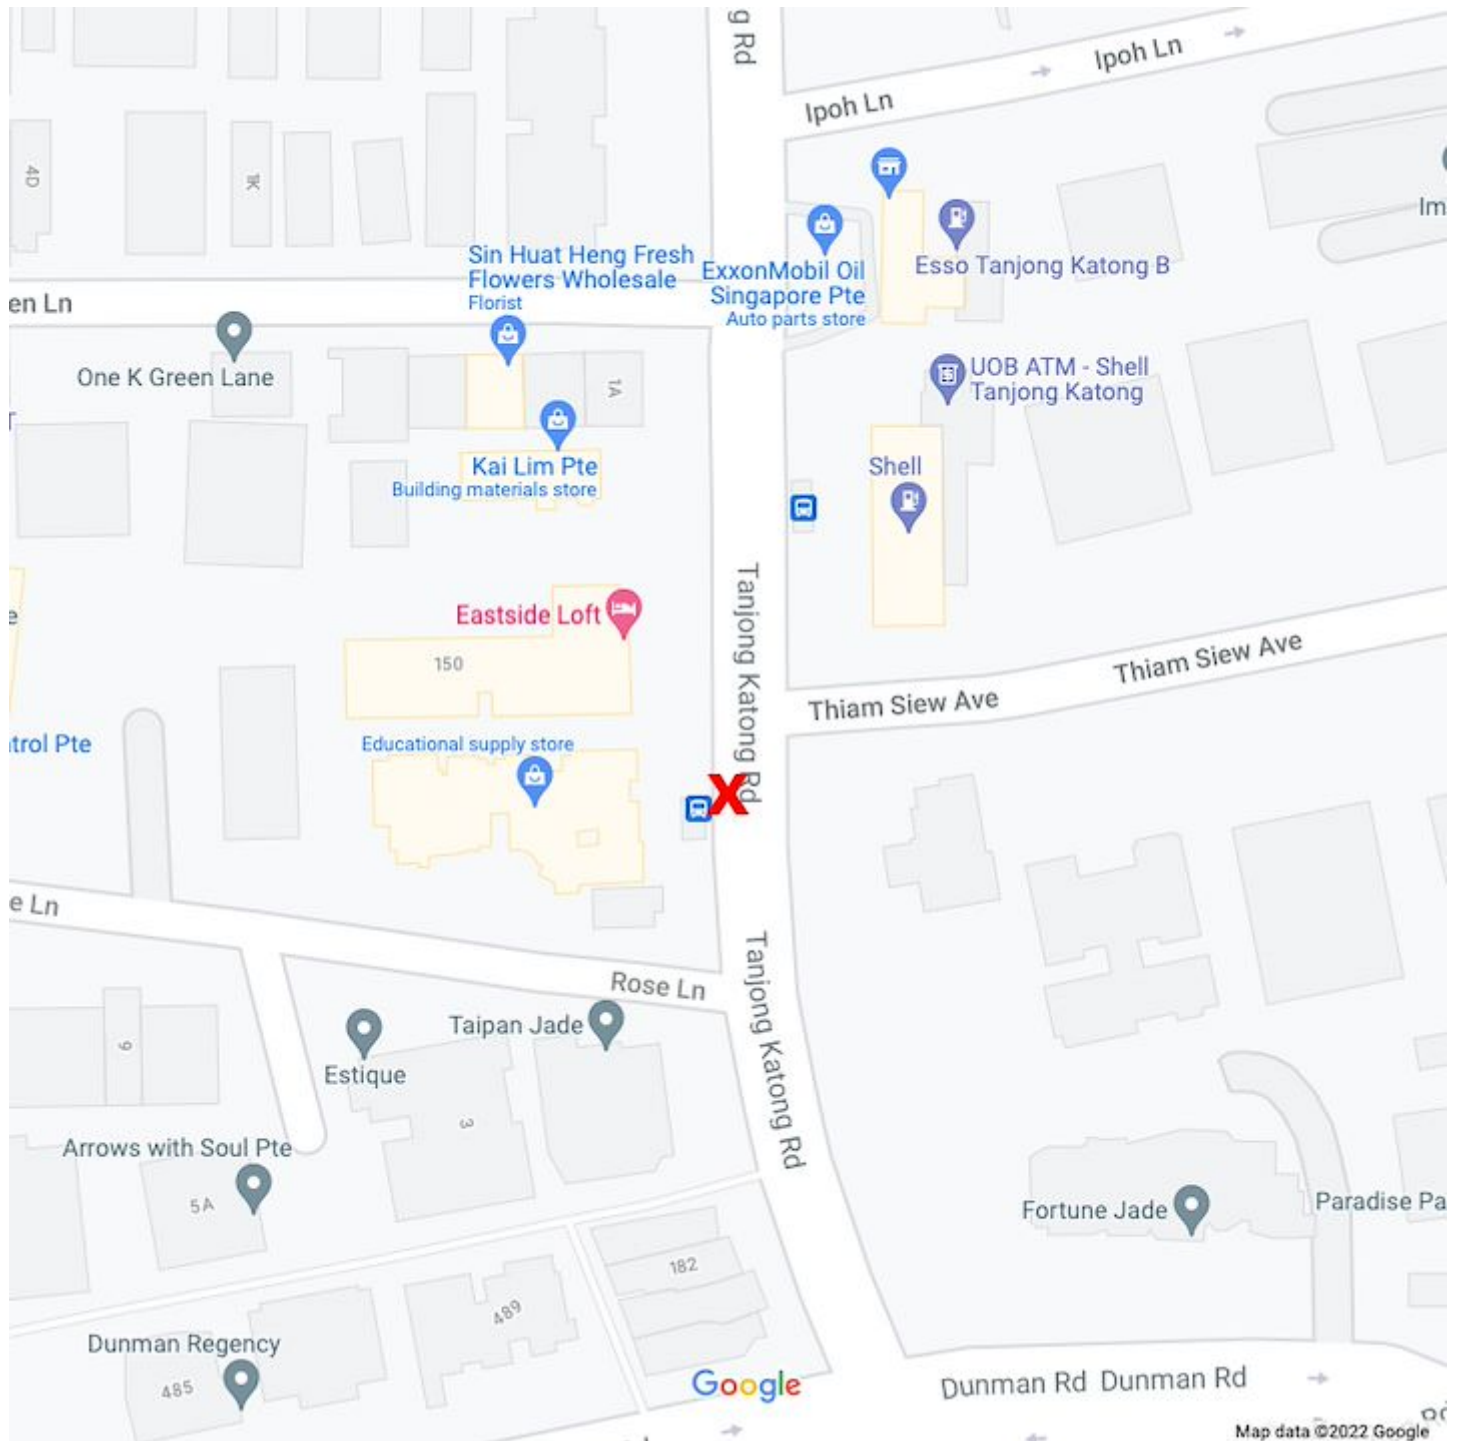 g Rd
Ipoh Ln
Ipoh Ln
4D
1K
Im
Sin Huat Heng Fresh
Flowers Wholesale
Florist
ExxonMobil Oil
Singapore Pte
Auto parts store
Esso Tanjong Katong B
en Ln
One K Green Lane
1A
UOB ATM - Shell
Tanjong Katong
Kai Lim Pte
Building materials store
Shell
Tanjong Katong Rd
Eastside Loft
150
Thiam Siew Ave
Thiam Siew Ave
trol Pte
Educational supply store
X
e Ln
Rose Ln
Tanjong Katong Rd
Taipan Jade
Estique
9
3
Arrows with Soul Pte
5A
Fortune Jade
Paradise Pa
182
489
Dunman Regency
485
Google
Dunman Rd
Dunman Rd
Map data ©2022 Google